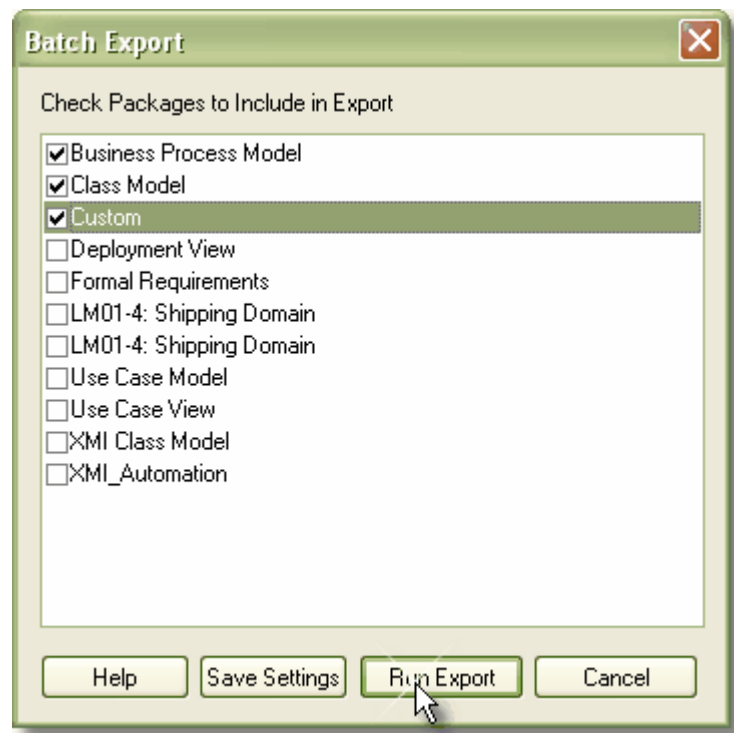 Batch Export
Check Packages to Include in Export
Business Process Model
Class Model
Custom
Deployment View
Formal Requirements
LM01-4: Shipping Domain
LM01-4: Shipping Domain
Use Case Model
Use Case View
XMI Class Model
XMI_Automation
Help Save Settings Run Export Cancel